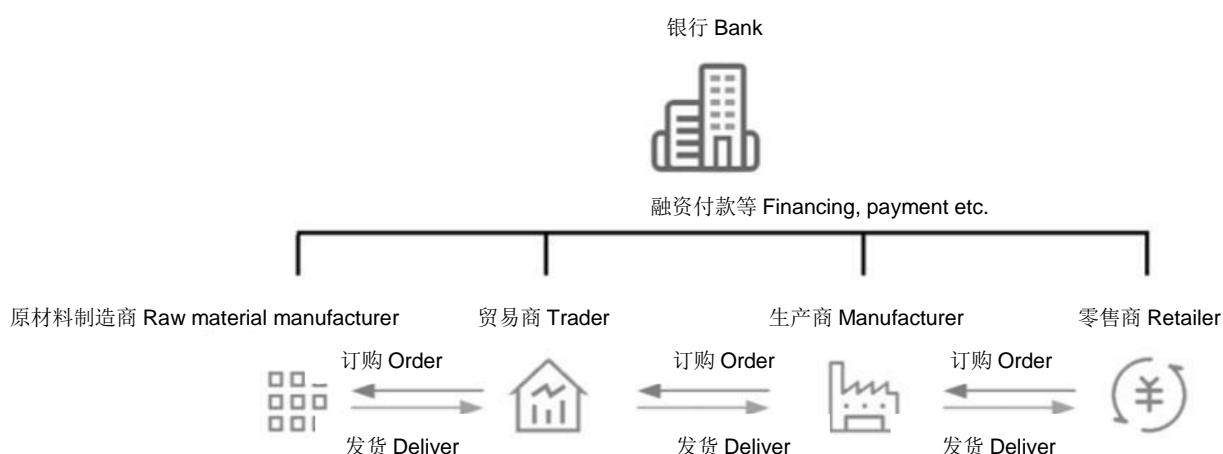 银行 Bank
融资付款等 Financing, payment etc.
原材料制造商 Raw material manufacturer
贸易商 Trader
生产商 Manufacturer
零售商 Retailer
订购 Order
订购 Order
订购 Order
发货 Deliver
发货 Deliver
发货 Deliver